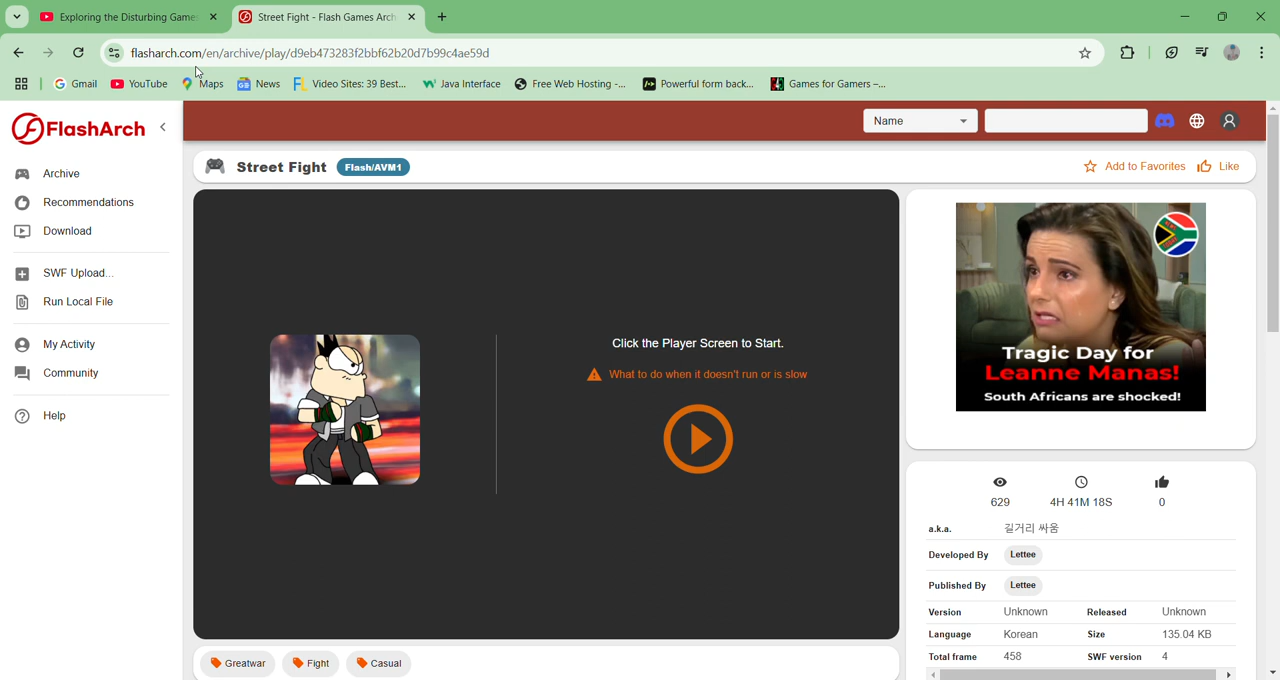 Exploring the Disturbing Games
Street Fight - Flash Games Arch
flasharch.com/en/archive/play/d9eb473283f2bbf62b20d7b99c4ae59d
Gmail
YouTube
Maps
News
Video Sites: 39 Best...
Java Interface
Free Web Hosting -...
Powerful form back...
Games for Gamers –...
FlashArch
Name
Archive
Recommendations
Download
SWF Upload...
Run Local File
My Activity
Community
Help
Street Fight
Flash/AVM1
Add to Favorites
Like
Click the Player Screen to Start.
What to do when it doesn't run or is slow
Tragic Day for
Leanne Manas!
South Africans are shocked!
629
4H 41M 18S
0
a.k.a. 길거리 싸움
Developed By Lettee
Published By Lettee
Version Unknown Released Unknown
Language Korean Size 135.04 KB
Total frame 458 SWF version 4
Greatwar
Fight
Casual